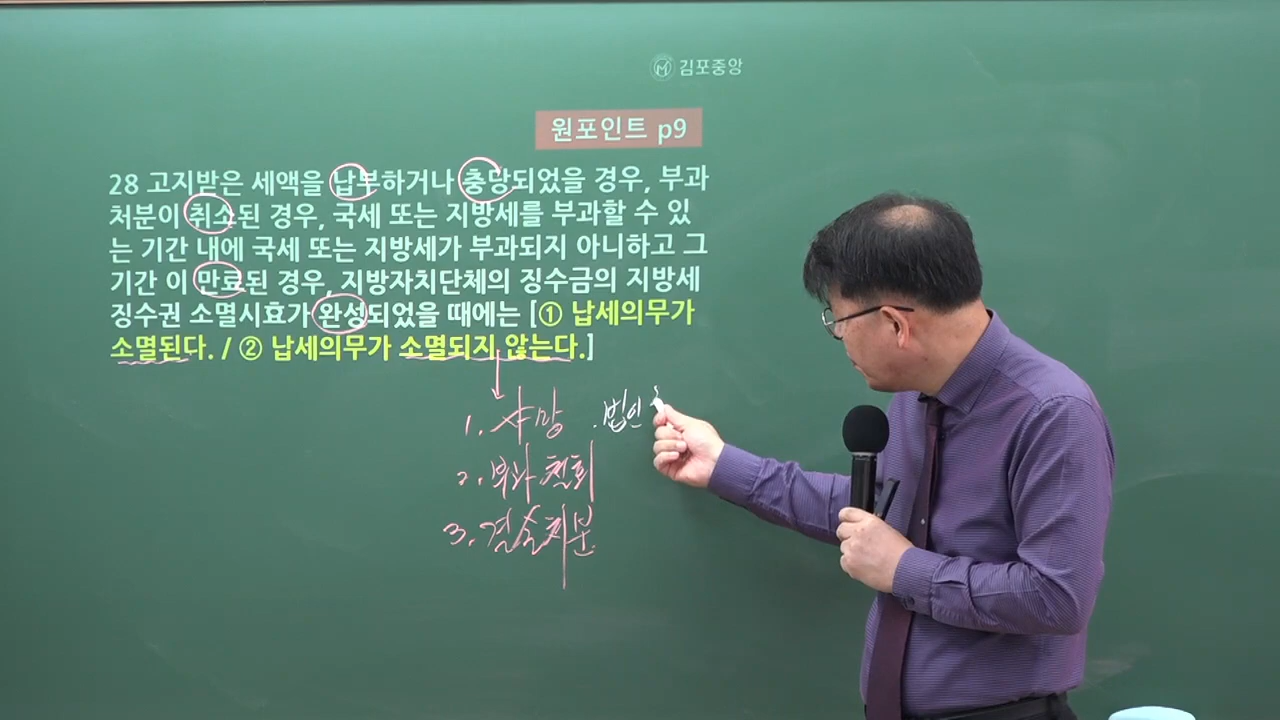 김포중앙
원포인트 p9
28 고지받은 세액을 납부하거나 충당되었을 경우, 부과
처분이 취소된 경우, 국세 또는 지방세를 부과할 수 있
는 기간 내에 국세 또는 지방세가 부과되지 아니하고 그
기간 이 만료된 경우, 지방자치단체의 징수금의 지방세
징수권 소멸시효가 완성되었을 때에는 [① 납세의무가
소멸된다. / ② 납세의무가 소멸되지 않는다.]
1. 사망 . 법인
2. 부과 철회
3. 결손처분